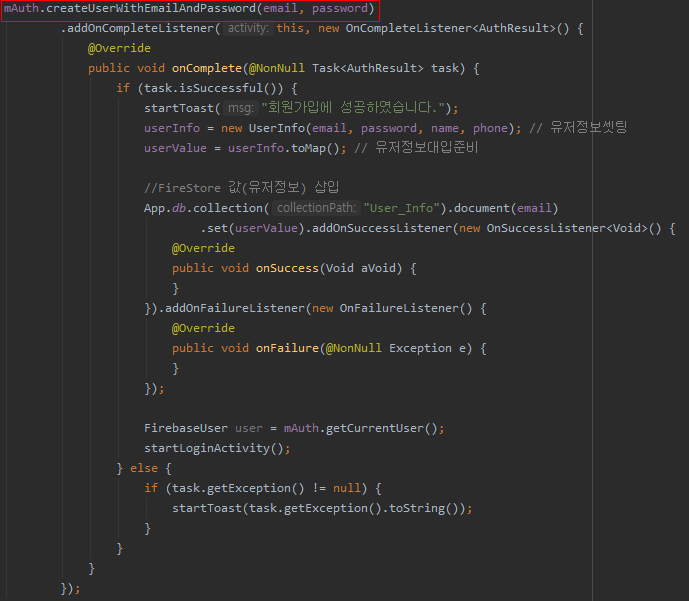 mAuth.createUserWithEmailAndPassword(email, password)
.addOnCompleteListener( activity: this, new OnCompleteListener<AuthResult>() {
@Override
public void onComplete(@NonNull Task<AuthResult> task) {
if (task.isSuccessful()) {
startToast( msg: "회원가입에 성공하였습니다.");
userInfo = new UserInfo(email, password, name, phone); // 유저정보셋팅
userValue = userInfo.toMap(); // 유저정보대입준비
//FireStore 값(유저정보) 삽입
App.db.collection( collectionPath: "User_Info").document(email)
.set(userValue).addOnSuccessListener(new OnSuccessListener<Void>() {
@Override
public void onSuccess(Void aVoid) {
}
}).addOnFailureListener(new OnFailureListener() {
@Override
public void onFailure(@NonNull Exception e) {
}
});
FirebaseUser user = mAuth.getCurrentUser();
startLoginActivity();
} else {
if (task.getException() != null) {
startToast(task.getException().toString());
}
}
}
});